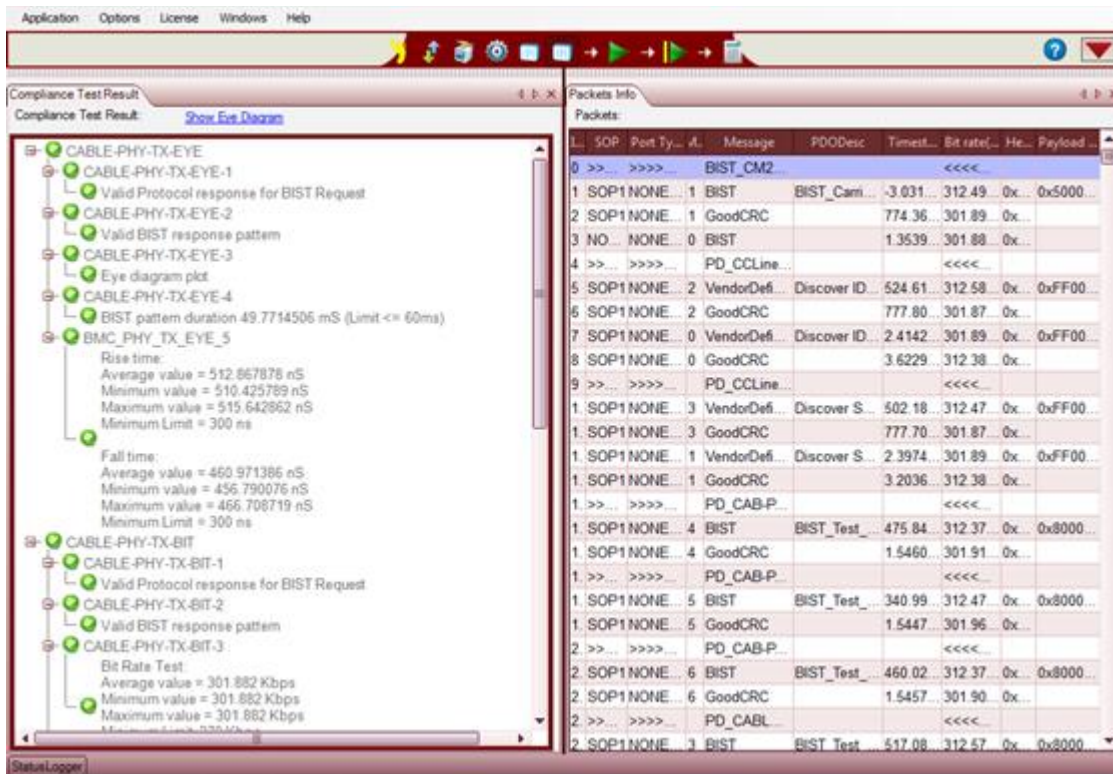 Application Options License Windows Help
Compliance Test Result
Compliance Test Result: Show Eye Diagram
CABLE-PHY-TX-EYE
CABLE-PHY-TX-EYE-1
Valid Protocol response for BIST Request
CABLE-PHY-TX-EYE-2
Valid BIST response pattern
CABLE-PHY-TX-EYE-3
Eye diagram plot
CABLE-PHY-TX-EYE-4
BIST pattern duration 49.7714506 mS (Limit <= 60ms)
BMC_PHY_TX_EYE_5
Rise time:
Average value = 512.867878 nS
Minimum value = 510.425789 nS
Maximum value = 515.642862 nS
Minimum Limit = 300 ns
Fall time:
Average value = 460.971386 nS
Minimum value = 456.790076 nS
Maximum value = 466.708719 nS
Minimum Limit = 300 ns
CABLE-PHY-TX-BIT
CABLE-PHY-TX-BIT-1
Valid Protocol response for BIST Request
CABLE-PHY-TX-BIT-2
Valid BIST response pattern
CABLE-PHY-TX-BIT-3
Bit Rate Test:
Average value = 301.882 Kbps
Minimum value = 301.882 Kbps
Maximum value = 301.882 Kbps
Packets Info
Packets:
SOP Port Ty... Message PDODesc Timest... Bit rate(... He... Payload ...
0 >>... >>>>... BIST_CM2... <<<<...
1 SOP1 NONE... 1 BIST BIST_Carri... -3.031... 312.49... 0x... 0x5000...
2 SOP1 NONE... 1 GoodCRC 774.36... 301.89... 0x...
3 NO... NONE... 0 BIST 1.3539... 301.88... 0x...
4 >>... >>>>... PD_CCLine... <<<<...
5 SOP1 NONE... 2 VendorDefi... Discover ID... 524.61... 312.58... 0x... 0xFF00...
6 SOP1 NONE... 2 GoodCRC 777.80... 301.87... 0x...
7 SOP1 NONE... 0 VendorDefi... Discover ID... 2.4142... 301.89... 0x... 0xFF00...
8 SOP1 NONE... 0 GoodCRC 3.6229... 312.38... 0x...
9 >>... >>>>... PD_CCLine... <<<<...
1. SOP1 NONE... 3 VendorDefi... Discover S... 502.18... 312.47... 0x... 0xFF00...
1. SOP1 NONE... 3 GoodCRC 777.70... 301.87... 0x...
1. SOP1 NONE... 1 VendorDefi... Discover S... 2.3974... 301.89... 0x... 0xFF00...
1. SOP1 NONE... 1 GoodCRC 3.2036... 312.38... 0x...
1. >>... >>>>... PD_CAB-P... <<<<...
1. SOP1 NONE... 4 BIST BIST_Test_... 475.84... 312.37... 0x... 0x8000...
1. SOP1 NONE... 4 GoodCRC 1.5460... 301.91... 0x...
1. >>... >>>>... PD_CAB-P... <<<<...
1. SOP1 NONE... 5 BIST BIST_Test_... 340.99... 312.47... 0x... 0x8000...
1. SOP1 NONE... 5 GoodCRC 1.5447... 301.96... 0x...
2. >>... >>>>... PD_CAB-P... <<<<...
2. SOP1 NONE... 6 BIST BIST_Test_... 460.02... 312.37... 0x... 0x8000...
2. SOP1 NONE... 6 GoodCRC 1.5457... 301.90... 0x...
2. >>... >>>>... PD_CABL... <<<<...
2. SOP1 NONE... 3 BIST BIST_Test_... 517.08... 312.57... 0x... 0x8000...
StatusLogger